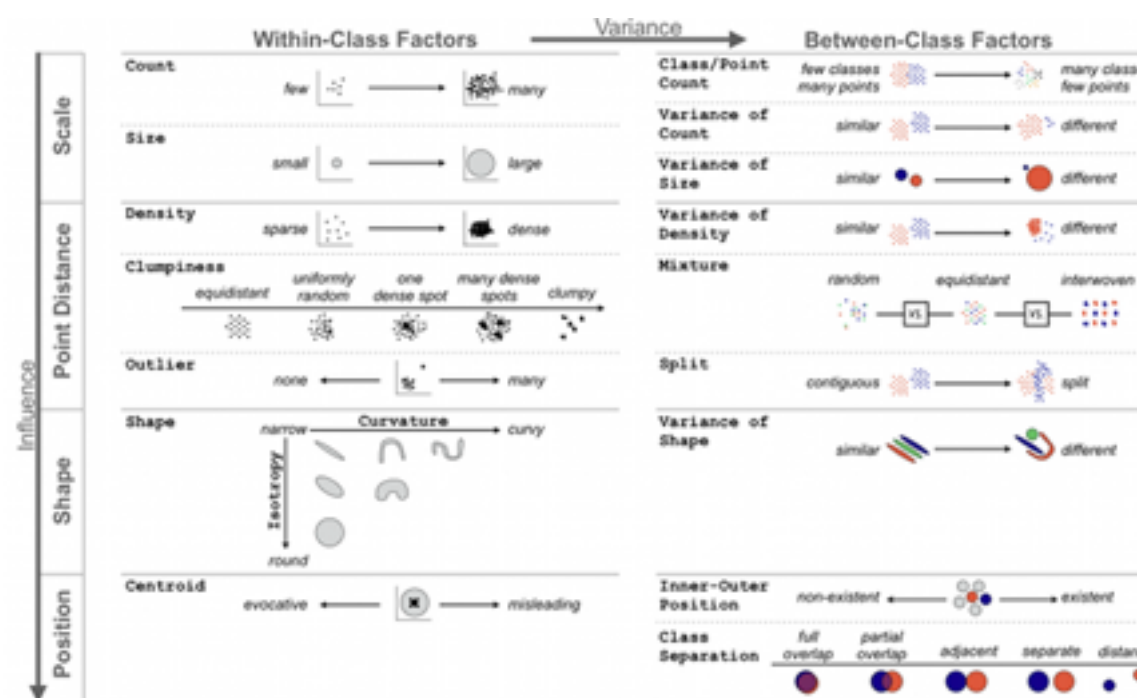 Variance
Within-Class Factors
Between-Class Factors
Influence
Scale
Count
few
many
Class/Point
Count
few classes
many points
many class
few points
Size
small
large
Variance of
Count
similar
different
Variance of
Size
similar
different
Point Distance
Density
sparse
dense
Variance of
Density
similar
different
Clumpiness
equidistant
uniformly
random
one
dense spot
many dense
spots
clumpy
Mixture
random
equidistant
interwoven
vs.
vs.
Outlier
none
many
Split
contiguous
split
Shape
Shape
narrow
Curvature
curvy
Isotropy
round
Variance of
Shape
similar
different
Position
Centroid
evocative
misleading
Inner-Outer
Position
non-existent
existent
Class
Separation
full
overlap
partial
overlap
adjacent
separate
distan